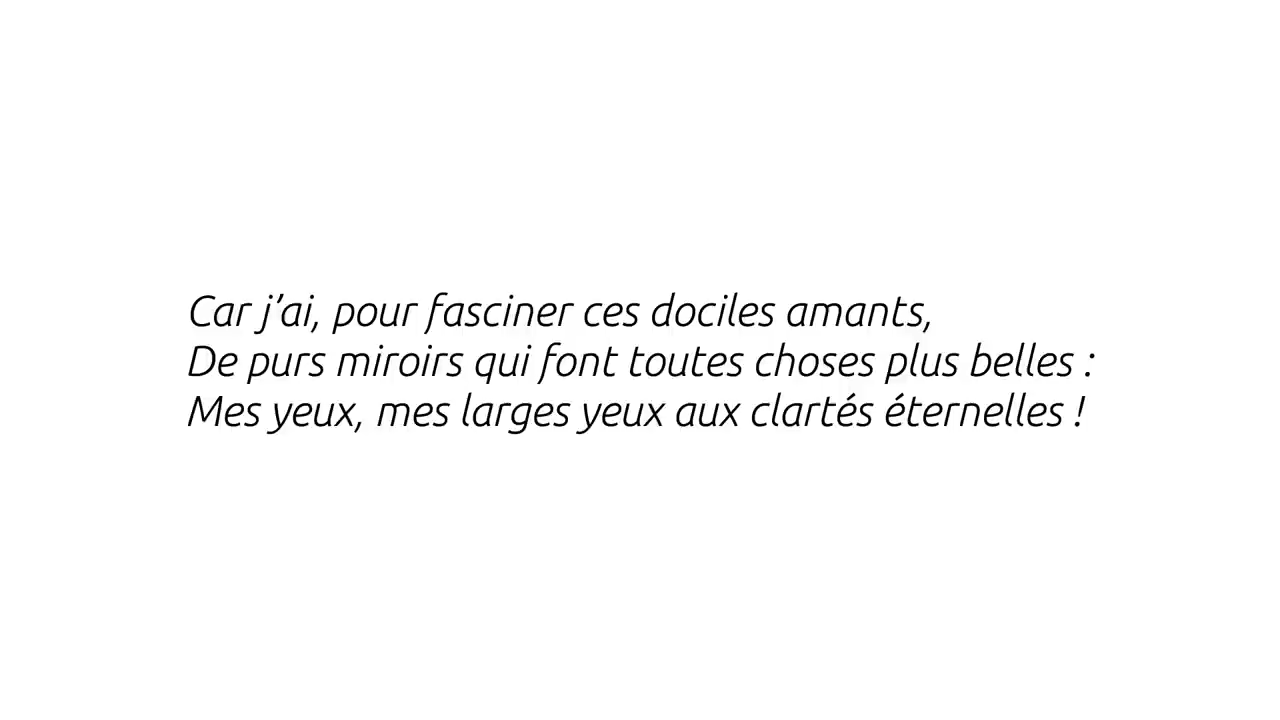 Car j’ai, pour fasciner ces dociles amants,
De purs miroirs qui font toutes choses plus belles :
Mes yeux, mes larges yeux aux clartés éternelles !